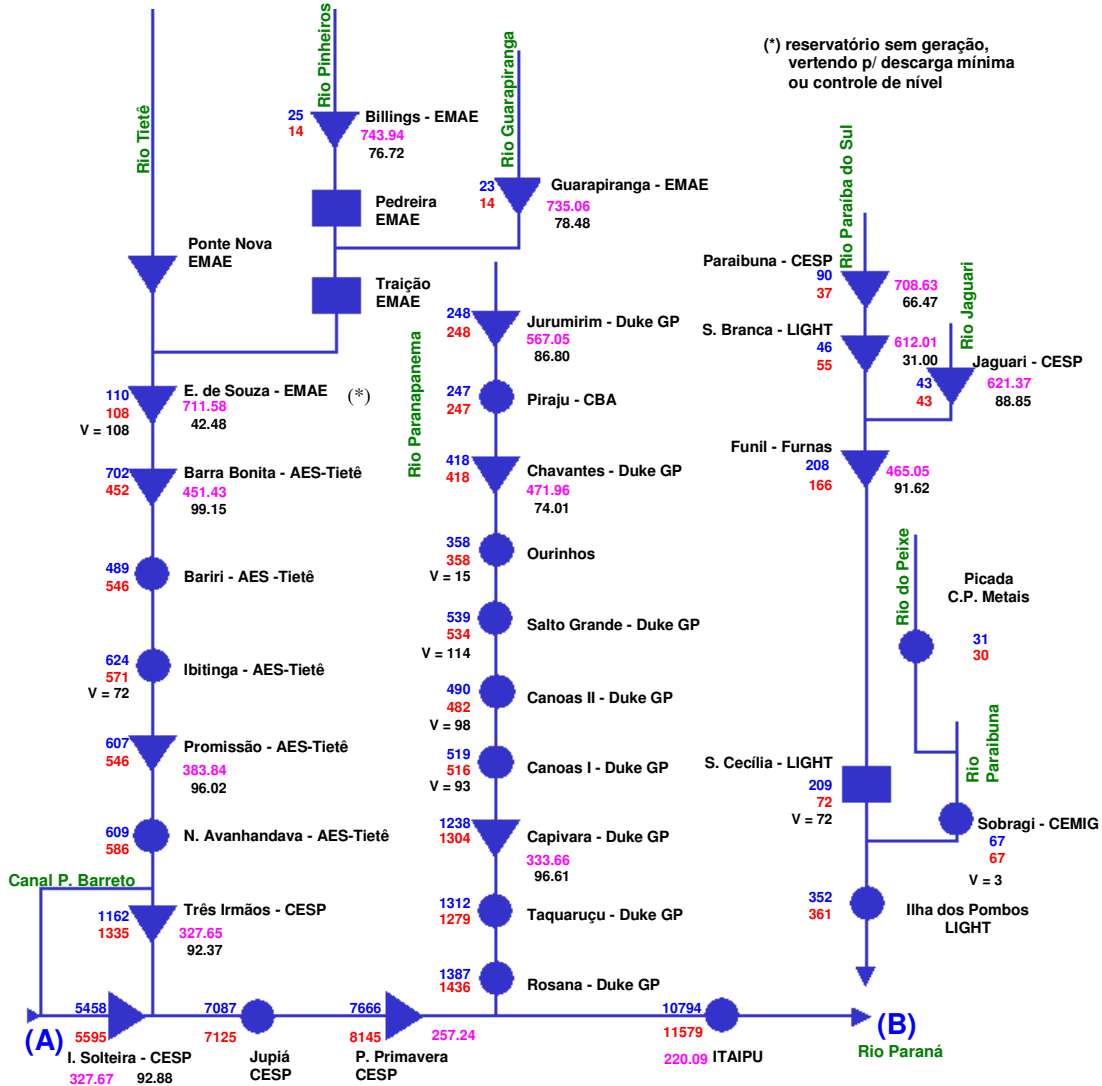 (*) reservatório sem geração,
vertendo p/ descarga mínima
ou controle de nível
Rio Tietê
Rio Pinheiros
Rio Guarapiranga
25
14
Billings - EMAE
743.94
76.72
Pedreira
EMAE
23
14
Guarapiranga - EMAE
735.06
78.48
Ponte Nova
EMAE
Traição
EMAE
110
108
V = 108
E. de Souza - EMAE
(*)
711.58
42.48
702
452
Barra Bonita - AES-Tietê
451.43
99.15
489
546
Bariri - AES -Tietê
624
571
V = 72
Ibitinga - AES-Tietê
607
546
Promissão - AES-Tietê
383.84
96.02
609
586
N. Avanhandava - AES-Tietê
Canal P. Barreto
1162
1335
Três Irmãos - CESP
327.65
92.37
Rio Paranapanema
248
248
Jurumirim - Duke GP
567.05
86.80
247
247
Piraju - CBA
418
418
Chavantes - Duke GP
471.96
74.01
358
358
V = 15
Ourinhos
539
534
V = 114
Salto Grande - Duke GP
490
482
V = 98
Canoas II - Duke GP
519
516
V = 93
Canoas I - Duke GP
1238
1304
Capivara - Duke GP
333.66
96.61
1312
1279
Taquaruçu - Duke GP
1387
1436
Rosana - Duke GP
Rio Paraíba do Sul
Paraibuna - CESP
90
37
708.63
66.47
S. Branca - LIGHT
46
55
612.01
31.00
Rio Jaguari
Jaguari - CESP
43
43
621.37
88.85
Funil - Furnas
208
166
465.05
91.62
Rio do Peixe
Picada
C.P. Metais
31
30
Rio
Paraibuna
S. Cecília - LIGHT
209
72
V = 72
Sobragi - CEMIG
67
67
V = 3
352
361
Ilha dos Pombos
LIGHT
(A)
5458
5595
I. Solteira - CESP
327.67
92.88
7087
7125
Jupiá
CESP
7666
8145
257.24
P. Primavera
CESP
10794
11579
220.09
ITAIPU
(B)
Rio Paraná